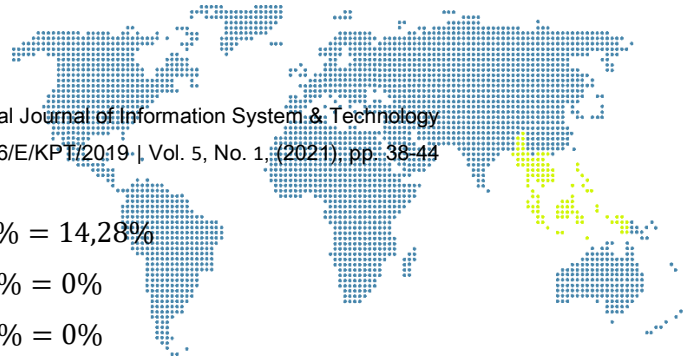 al Journal of Information System & Technology
6/E/KPT/2019 | Vol. 5, No. 1, (2021), pp. 38-44
% = 14,28%
% = 0%
% = 0%